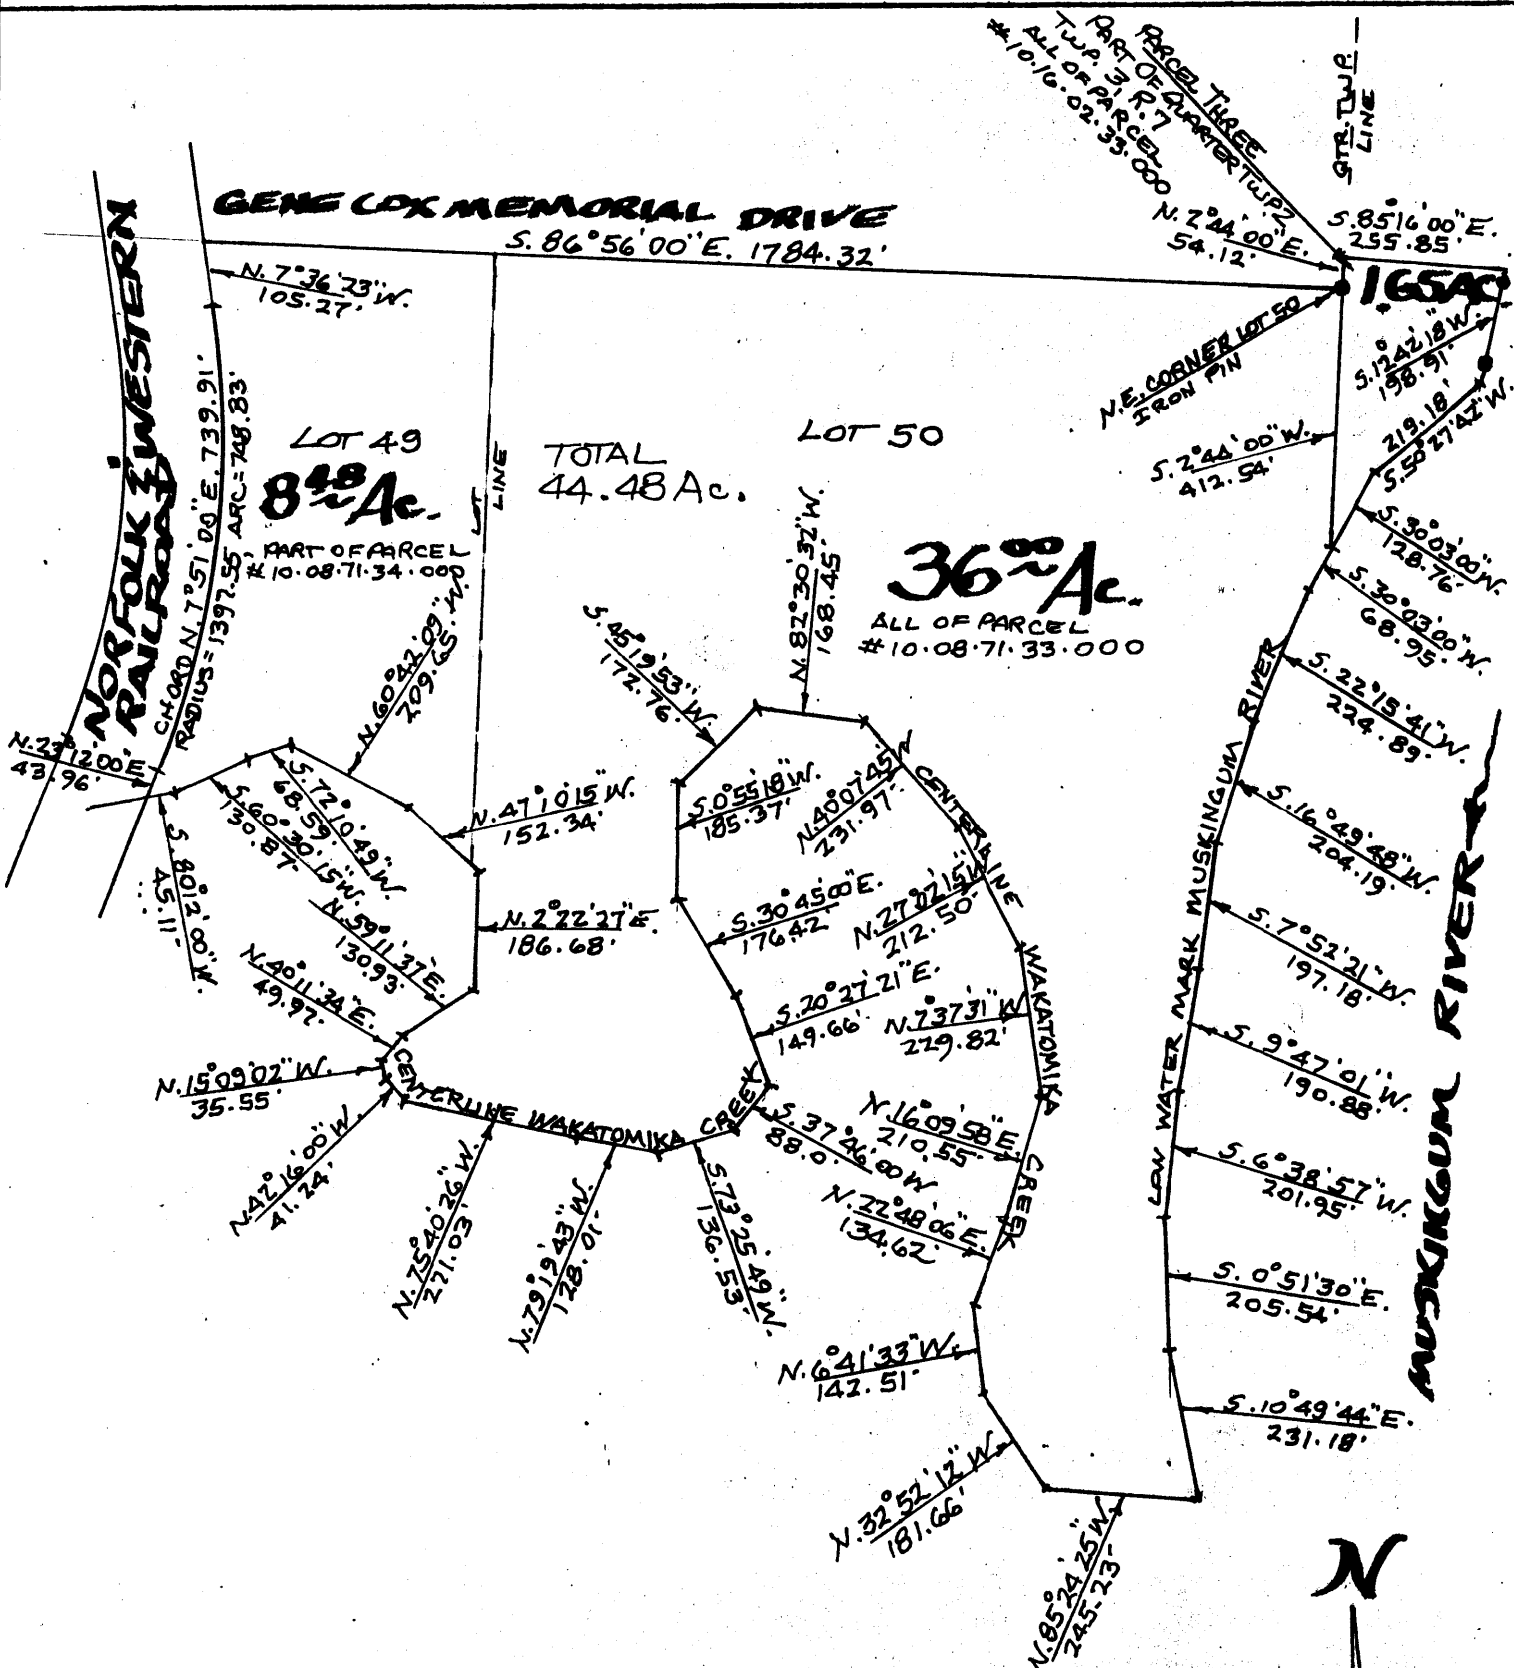 PARCEL THREE
PART OF QUARTER TWP 2
TWP. 3, R. 7
ALL OF PARCEL
#10.16.02.33.000
QTR. TWP.
LINE
GENE COX MEMORIAL DRIVE
S. 86°56'00"E. 1784.32'
N. 2°44'00"E.
54.12'
S. 85°16'00"E.
255.85'
1.65AC
NORFOLK & WESTERN
RAILROAD
N. 7°36'23"W.
105.27'
N.E. CORNER LOT 50
IRON PIN
S.12°42'18"W.
198.91'
219.18'
S.50°27'42"W.
CHORD N. 7°51'00"E. 739.91'
RADIUS=1397.55 ARC=748.83'
LOT 49
8 48 Ac.
PART OF PARCEL
#10.08.71.34.000
LOT LINE
TOTAL
44.48 Ac.
LOT 50
36 00 Ac.
ALL OF PARCEL
#10.08.71.33.000
S. 2°44'00"W.
412.54'
S. 30°03'00"W.
128.76'
S. 30°03'00"W.
68.95'
N. 82°30'32"W.
168.45'
S. 45°19'53"W.
172.76'
N.60°42'09"W.
209.65'
N.23°12'00"E.
43.96'
S. 22°15'41"W.
224.89'
S. 72°10'49"W.
68.59'
S. 60°30'15"W.
130.87'
S. 80°12'00"W.
45.11'
N. 47°10'15"W.
152.34'
S. 0°55'18"W.
185.37'
N.40°07'45"W
231.97'
CENTERLINE WAKATOMIKA CREEK
LOW WATER MARK MUSKINGUM RIVER
S. 16°49'48"W.
204.19'
N. 59°11'37"E.
130.93'
N. 2°22'27"E.
186.68'
S. 30°45'00"E.
176.42'
N. 27°02'15"W
212.50'
S. 7°52'21"W.
197.18'
N.40°11'34"E.
49.97'
S. 20°27'21"E.
149.66'
N. 7°37'31"W
229.82'
S. 9°47'01"W.
190.88'
MUSKINGUM RIVER
N. 15°09'02"W.
35.55'
CENTERLINE WAKATOMIKA CREEK
N.42°16'00"W.
41.24'
S. 37°46'00"W
88.0'
N. 16°09'58"E.
210.55'
S. 6°38'57"W.
201.95'
N. 75°40'26"W.
221.03'
N. 79°19'43"W.
128.01'
S. 73°25'49"W.
136.53'
N. 22°48'06"E.
134.62'
S. 0°51'30"E.
205.54'
N. 6°41'33"W.
142.51'
S. 10°49'44"E.
231.18'
N. 32°52'12"W
181.66'
N. 85°24'25"W.
245.23'
N